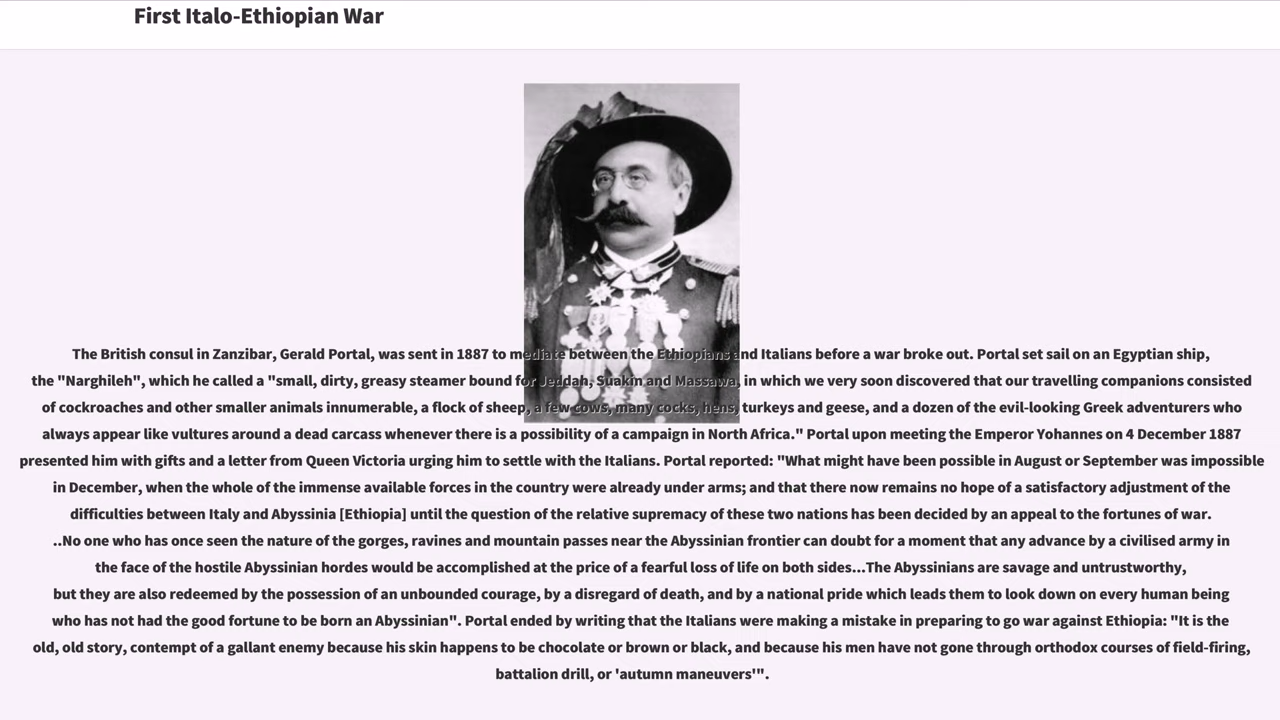 First Italo-Ethiopian War
The British consul in Zanzibar, Gerald Portal, was sent in 1887 to mediate between the Ethiopians and Italians before a war broke out. Portal set sail on an Egyptian ship,
the "Narghileh", which he called a "small, dirty, greasy steamer bound for Jeddah, Suakin and Massawa, in which we very soon discovered that our travelling companions consisted
of cockroaches and other smaller animals innumerable, a flock of sheep, a few cows, many cocks, hens, turkeys and geese, and a dozen of the evil-looking Greek adventurers who
always appear like vultures around a dead carcass whenever there is a possibility of a campaign in North Africa." Portal upon meeting the Emperor Yohannes on 4 December 1887
presented him with gifts and a letter from Queen Victoria urging him to settle with the Italians. Portal reported: "What might have been possible in August or September was impossible
in December, when the whole of the immense available forces in the country were already under arms; and that there now remains no hope of a satisfactory adjustment of the
difficulties between Italy and Abyssinia [Ethiopia] until the question of the relative supremacy of these two nations has been decided by an appeal to the fortunes of war.
..No one who has once seen the nature of the gorges, ravines and mountain passes near the Abyssinian frontier can doubt for a moment that any advance by a civilised army in
the face of the hostile Abyssinian hordes would be accomplished at the price of a fearful loss of life on both sides...The Abyssinians are savage and untrustworthy,
but they are also redeemed by the possession of an unbounded courage, by a disregard of death, and by a national pride which leads them to look down on every human being
who has not had the good fortune to be born an Abyssinian". Portal ended by writing that the Italians were making a mistake in preparing to go war against Ethiopia: "It is the
old, old story, contempt of a gallant enemy because his skin happens to be chocolate or brown or black, and because his men have not gone through orthodox courses of field-firing,
battalion drill, or 'autumn maneuvers'".